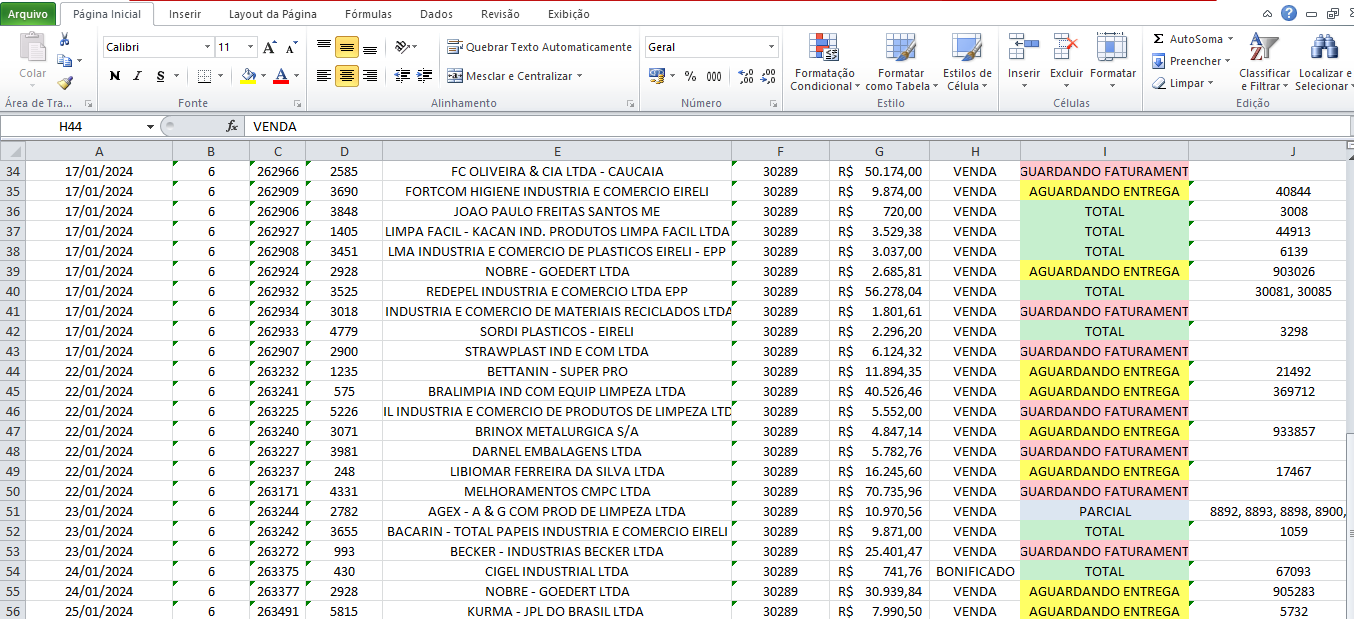 Arquivo Página Inicial Inserir Layout da Página Fórmulas Dados Revisão Exibição
Colar Calibri 11 Quebrar Texto Automaticamente Geral AutoSoma
N I S Mesclar e Centralizar % 000 Formatação Condicional Formatar como Tabela Estilos de Célula Inserir Excluir Formatar Preencher Limpar Classificar e Filtrar Localizar e Selecionar
Área de Tra... Fonte Alinhamento Número Estilo Células Edição
H44 fx VENDA
A B C D E F G H I J
34 17/01/2024 6 262966 2585 FC OLIVEIRA & CIA LTDA - CAUCAIA 30289 R$ 50.174,00 VENDA GUARDANDO FATURAMENT
35 17/01/2024 6 262909 3690 FORTCOM HIGIENE INDUSTRIA E COMERCIO EIRELI 30289 R$ 9.874,00 VENDA AGUARDANDO ENTREGA 40844
36 17/01/2024 6 262906 3848 JOAO PAULO FREITAS SANTOS ME 30289 R$ 720,00 VENDA TOTAL 3008
37 17/01/2024 6 262927 1405 LIMPA FACIL - KACAN IND. PRODUTOS LIMPA FACIL LTDA 30289 R$ 3.529,38 VENDA TOTAL 44913
38 17/01/2024 6 262908 3451 LMA INDUSTRIA E COMERCIO DE PLASTICOS EIRELI - EPP 30289 R$ 3.037,00 VENDA TOTAL 6139
39 17/01/2024 6 262924 2928 NOBRE - GOEDERT LTDA 30289 R$ 2.685,81 VENDA AGUARDANDO ENTREGA 903026
40 17/01/2024 6 262932 3525 REDEPEL INDUSTRIA E COMERCIO LTDA EPP 30289 R$ 56.278,04 VENDA TOTAL 30081, 30085
41 17/01/2024 6 262934 3018 INDUSTRIA E COMERCIO DE MATERIAIS RECICLADOS LTDA 30289 R$ 1.801,61 VENDA GUARDANDO FATURAMENT
42 17/01/2024 6 262933 4779 SORDI PLASTICOS - EIRELI 30289 R$ 2.296,20 VENDA TOTAL 3298
43 17/01/2024 6 262907 2900 STRAWPLAST IND E COM LTDA 30289 R$ 6.124,32 VENDA GUARDANDO FATURAMENT
44 22/01/2024 6 263232 1235 BETTANIN - SUPER PRO 30289 R$ 11.894,35 VENDA AGUARDANDO ENTREGA 21492
45 22/01/2024 6 263241 575 BRALIMPIA IND COM EQUIP LIMPEZA LTDA 30289 R$ 40.526,46 VENDA AGUARDANDO ENTREGA 369712
46 22/01/2024 6 263225 5226 IL INDUSTRIA E COMERCIO DE PRODUTOS DE LIMPEZA LTD 30289 R$ 5.552,00 VENDA GUARDANDO FATURAMENT
47 22/01/2024 6 263240 3071 BRINOX METALURGICA S/A 30289 R$ 4.847,14 VENDA AGUARDANDO ENTREGA 933857
48 22/01/2024 6 263227 3981 DARNEL EMBALAGENS LTDA 30289 R$ 5.782,76 VENDA GUARDANDO FATURAMENT
49 22/01/2024 6 263237 248 LIBIOMAR FERREIRA DA SILVA LTDA 30289 R$ 16.245,60 VENDA AGUARDANDO ENTREGA 17467
50 22/01/2024 6 263171 4331 MELHORAMENTOS CMPC LTDA 30289 R$ 70.735,96 VENDA GUARDANDO FATURAMENT
51 23/01/2024 6 263244 2782 AGEX - A & G COM PROD DE LIMPEZA LTDA 30289 R$ 10.970,56 VENDA PARCIAL 8892, 8893, 8898, 8900,
52 23/01/2024 6 263242 3655 BACARIN - TOTAL PAPEIS INDUSTRIA E COMERCIO EIRELI 30289 R$ 9.871,00 VENDA TOTAL 1059
53 23/01/2024 6 263272 993 BECKER - INDUSTRIAS BECKER LTDA 30289 R$ 25.401,47 VENDA GUARDANDO FATURAMENT
54 24/01/2024 6 263375 430 CIGEL INDUSTRIAL LTDA 30289 R$ 741,76 BONIFICADO TOTAL 67093
55 24/01/2024 6 263377 2928 NOBRE - GOEDERT LTDA 30289 R$ 30.939,84 VENDA AGUARDANDO ENTREGA 905283
56 25/01/2024 6 263491 5815 KURMA - JPL DO BRASIL LTDA 30289 R$ 7.990,50 VENDA AGUARDANDO ENTREGA 5732